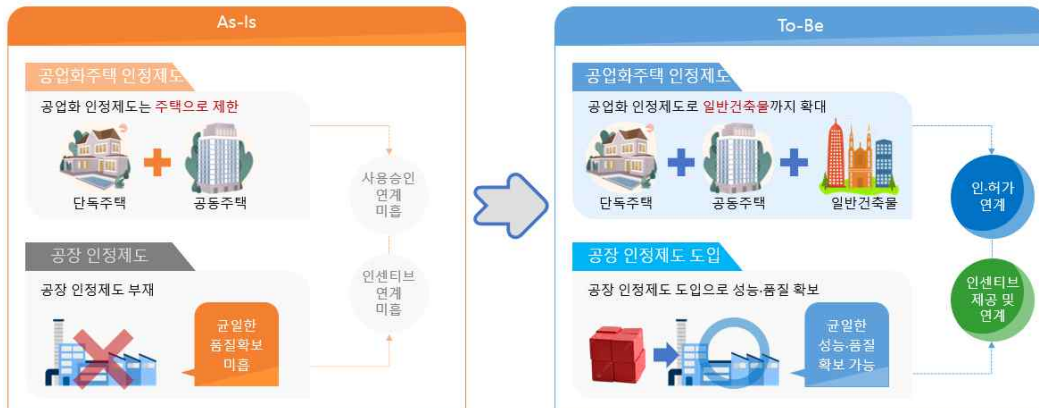 As-Is
공업화주택 인정제도
공업화 인정제도는 주택으로 제한
단독주택
공동주택
사용승인
연계
미흡
공장 인정제도
공장 인정제도 부재
균일한
품질확보
미흡
인센티브
연계
미흡
To-Be
공업화주택 인정제도
공업화 인정제도로 일반건축물까지 확대
단독주택
공동주택
일반건축물
인·허가
연계
공장 인정제도 도입
공장 인정제도 도입으로 성능·품질 확보
균일한
성능·품질
확보 가능
인센티브
제공 및
연계